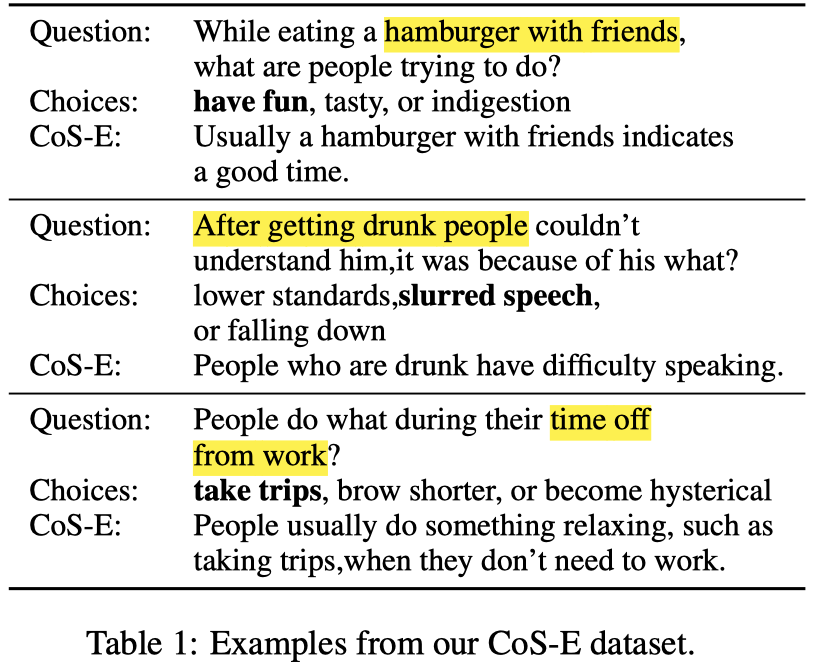 Question: While eating a hamburger with friends,
what are people trying to do?
Choices: have fun, tasty, or indigestion
CoS-E: Usually a hamburger with friends indicates
a good time.
Question: After getting drunk people couldn't
understand him,it was because of his what?
Choices: lower standards,slurred speech,
or falling down
CoS-E: People who are drunk have difficulty speaking.
Question: People do what during their time off
from work?
Choices: take trips, brow shorter, or become hysterical
CoS-E: People usually do something relaxing, such as
taking trips,when they don't need to work.
Table 1: Examples from our CoS-E dataset.